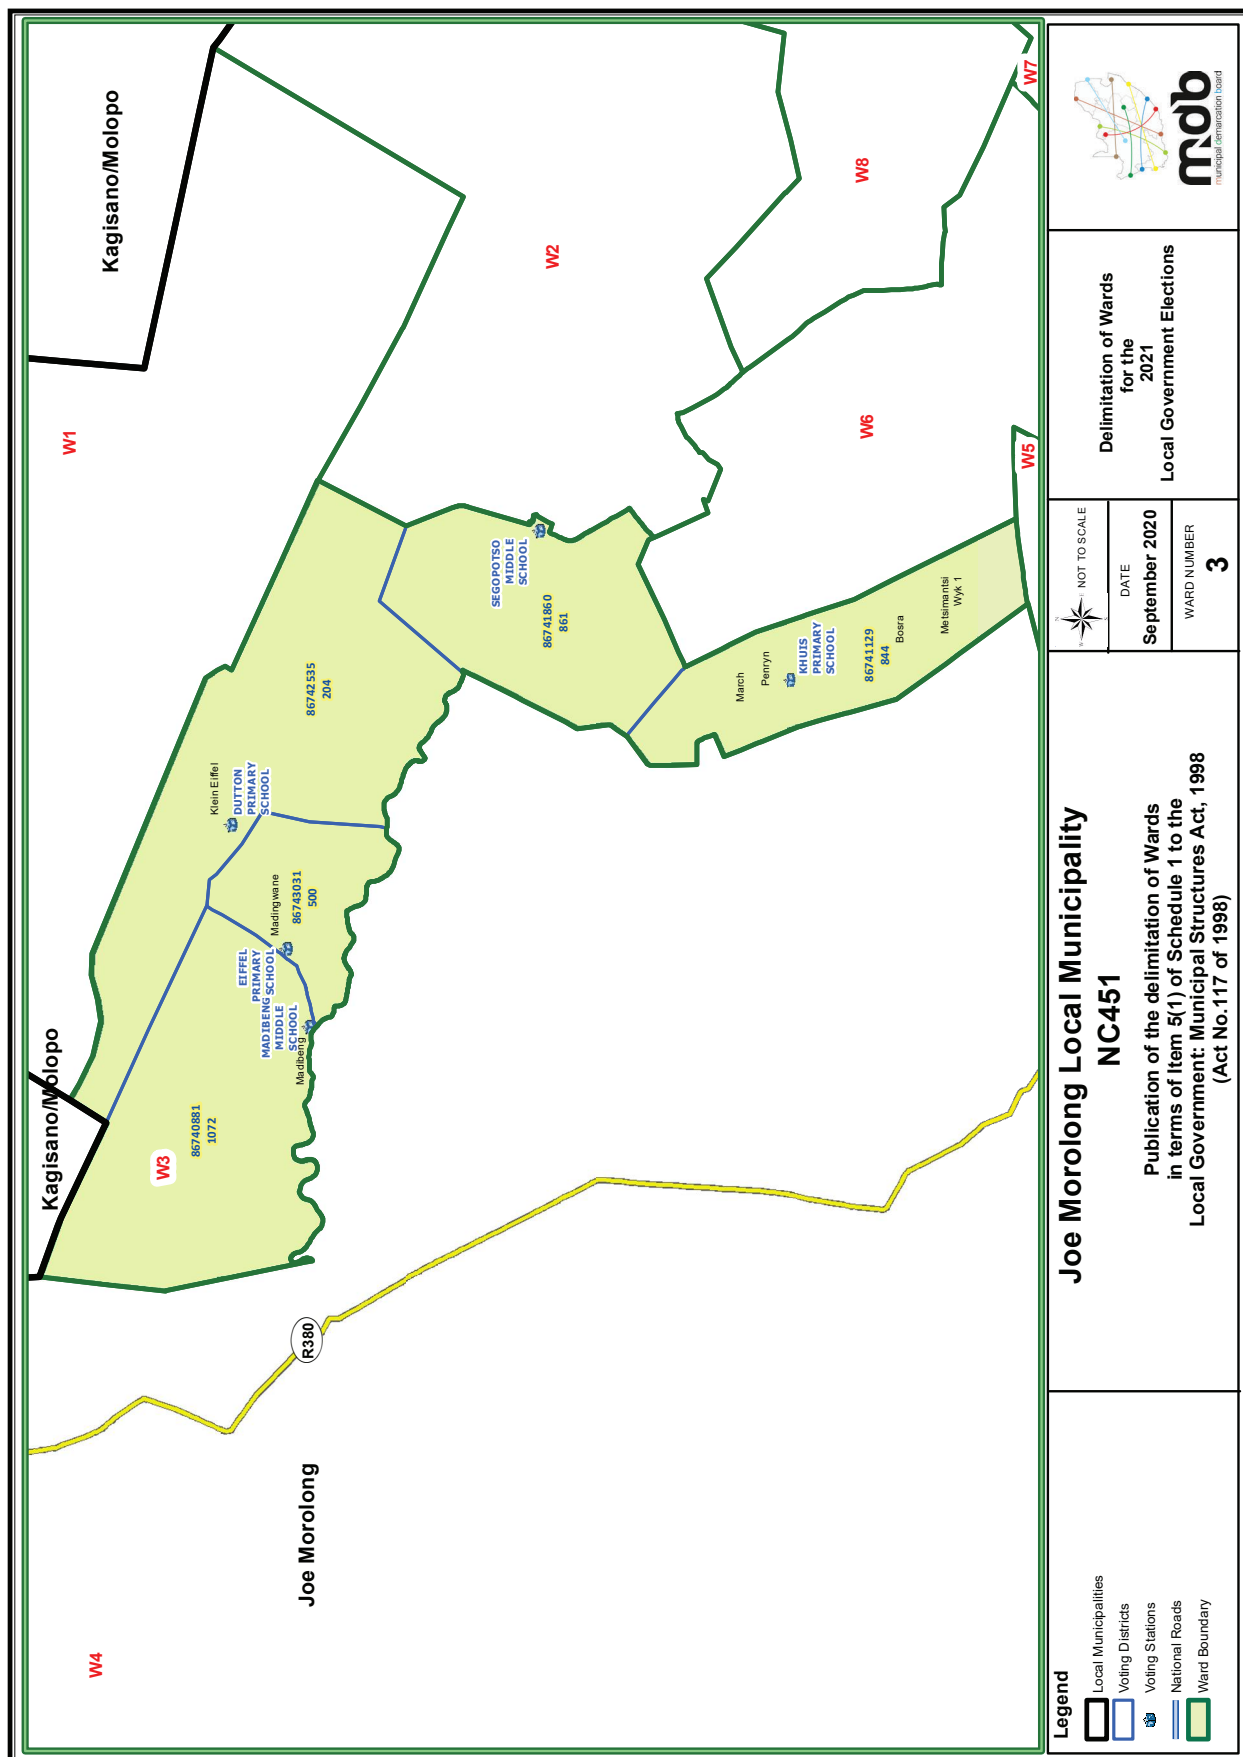 Kagisano/Molopo
Kagisano/Molopo
W1
W2
W3
W4
W5
W6
W7
W8
Joe Morolong
R380
86740881
1072
MADIBENG
MIDDLE
SCHOOL
Madibeng
EIFFEL
PRIMARY
SCHOOL
Madingwane
86743031
500
Klein Eiffel
DUTTON
PRIMARY
SCHOOL
86742535
204
SEGOPOTSO
MIDDLE
SCHOOL
86741860
861
March
Penryn
KHUIS
PRIMARY
SCHOOL
86741129
844
Bosra
Metsimantsi
Wyk 1
Legend
Local Municipalities
Voting Districts
Voting Stations
National Roads
Ward Boundary
Joe Morolong Local Municipality
NC451
Publication of the delimitation of Wards
in terms of Item 5(1) of Schedule 1 to the
Local Government: Municipal Structures Act, 1998
(Act No.117 of 1998)
N
W
E
S
NOT TO SCALE
DATE
September 2020
WARD NUMBER
3
Delimitation of Wards
for the
2021
Local Government Elections
mdb
municipal demarcation board